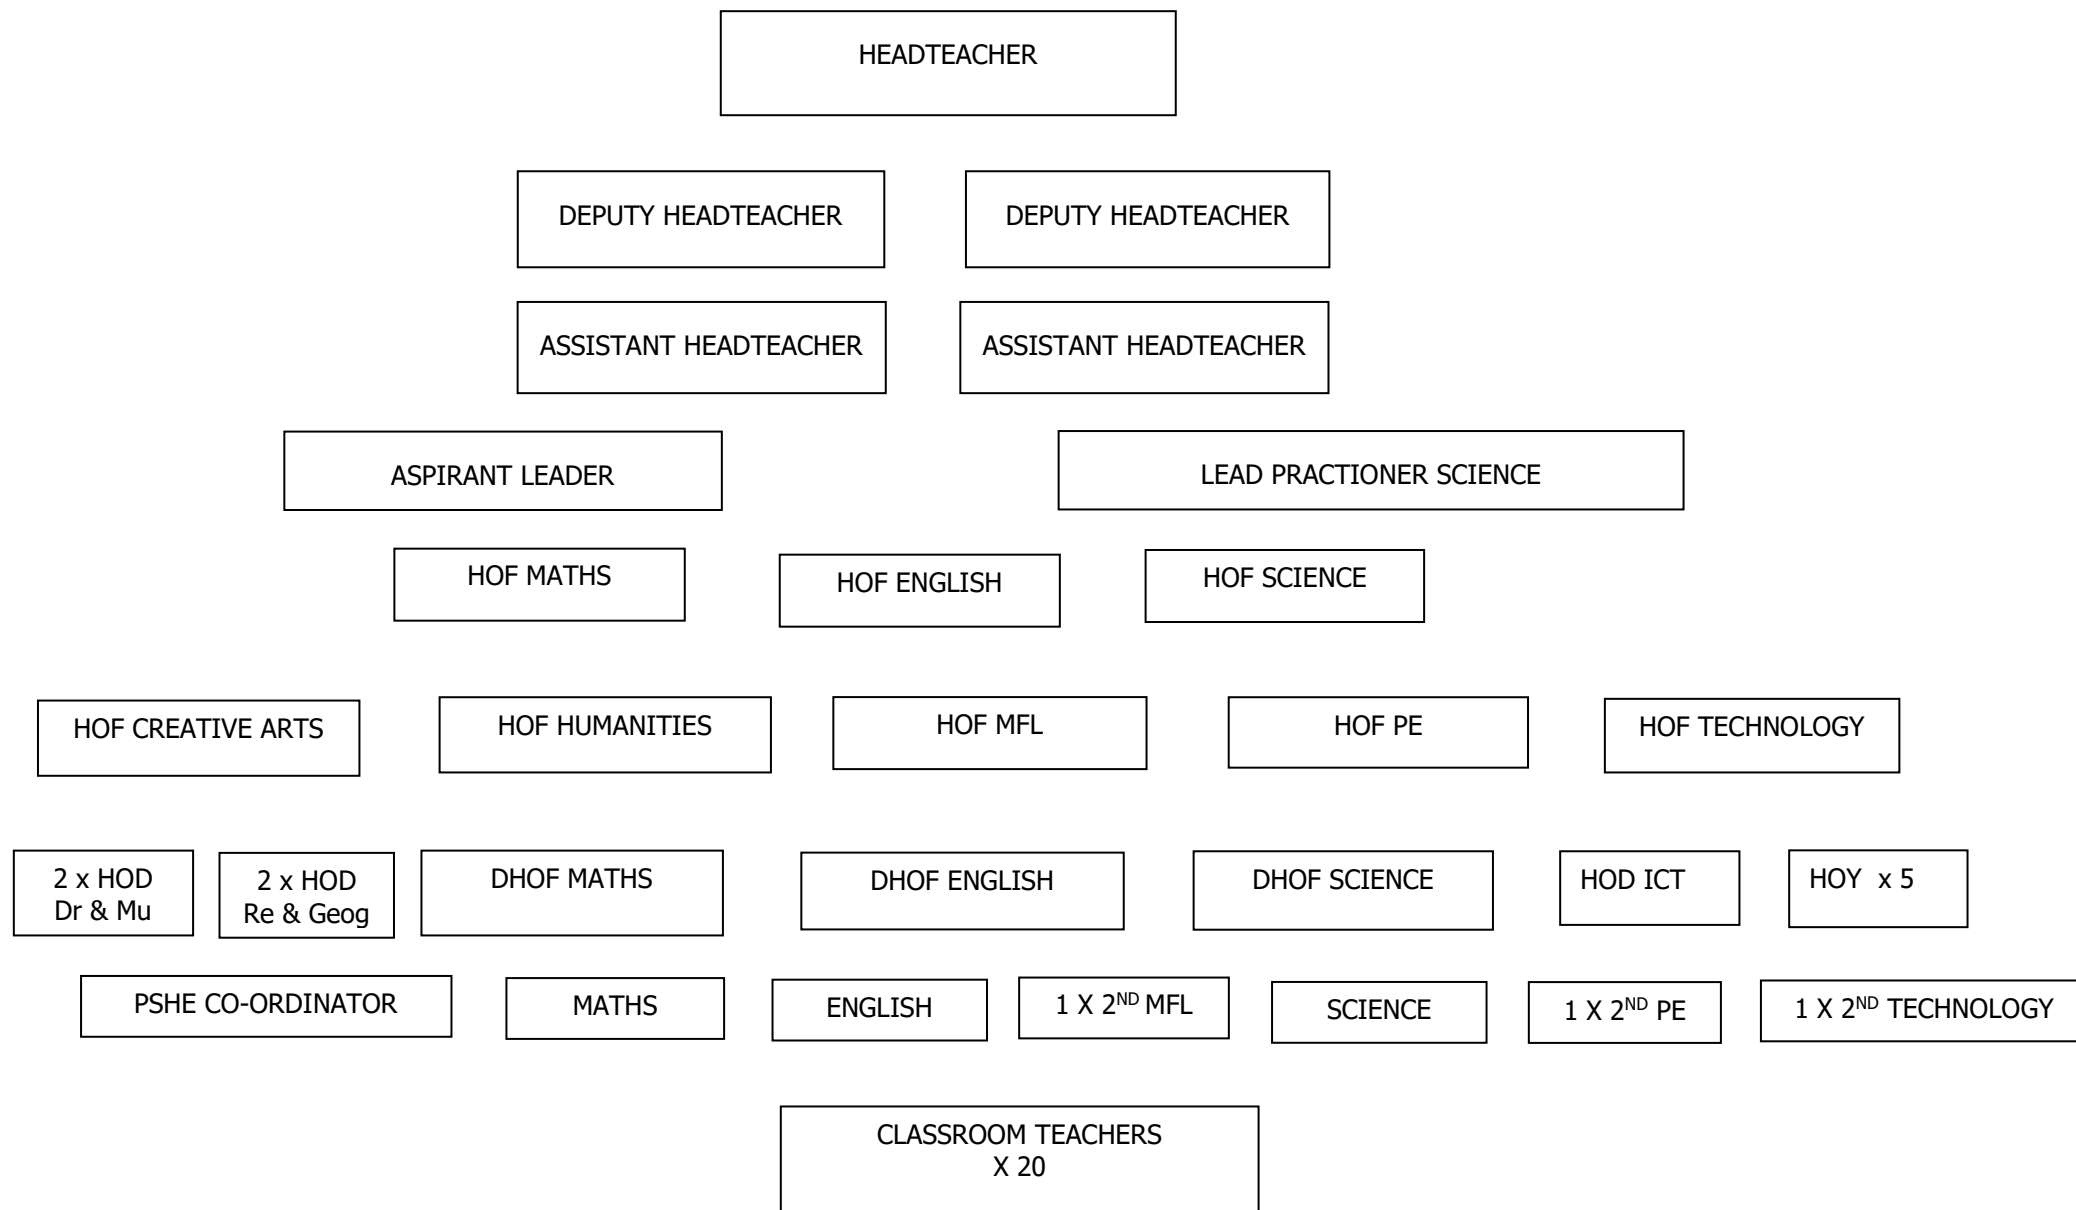 HEADTEACHER
DEPUTY HEADTEACHER
DEPUTY HEADTEACHER
ASSISTANT HEADTEACHER
ASSISTANT HEADTEACHER
ASPIRANT LEADER
LEAD PRACTIONER SCIENCE
HOF MATHS
HOF ENGLISH
HOF SCIENCE
HOF CREATIVE ARTS
HOF HUMANITIES
HOF MFL
HOF PE
HOF TECHNOLOGY
2 x HOD
Dr & Mu
2 x HOD
Re & Geog
DHOF MATHS
DHOF ENGLISH
DHOF SCIENCE
HOD ICT
HOY x 5
PSHE CO-ORDINATOR
MATHS
ENGLISH
1 X 2ND MFL
SCIENCE
1 X 2ND PE
1 X 2ND TECHNOLOGY
CLASSROOM TEACHERS
X 20